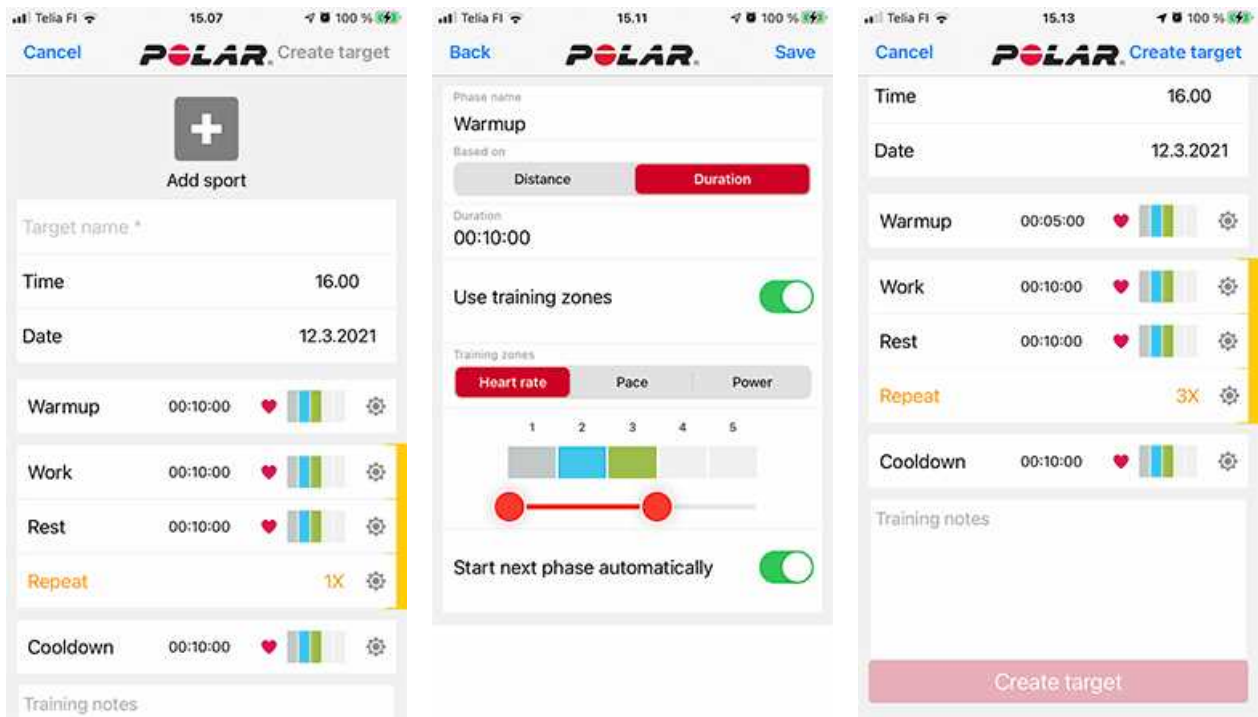 Telia FI 15.07 100 %
Cancel POLAR. Create target
Add sport
Target name *
Time 16.00
Date 12.3.2021
Warmup 00:10:00
Work 00:10:00
Rest 00:10:00
Repeat 1X
Cooldown 00:10:00
Training notes
Telia FI 15.11 100 %
Back POLAR. Save
Phase name
Warmup
Based on
Distance Duration
Duration
00:10:00
Use training zones
Training zones
Heart rate Pace Power
1 2 3 4 5
Start next phase automatically
Telia FI 15.13 100 %
Cancel POLAR. Create target
Time 16.00
Date 12.3.2021
Warmup 00:05:00
Work 00:10:00
Rest 00:10:00
Repeat 3X
Cooldown 00:10:00
Training notes
Create target